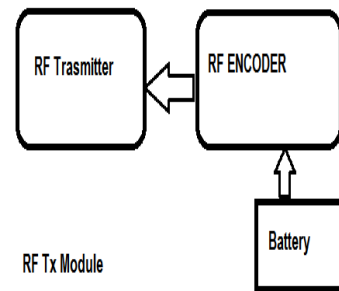 RF Trasmitter
RF ENCODER
Battery
RF Tx Module